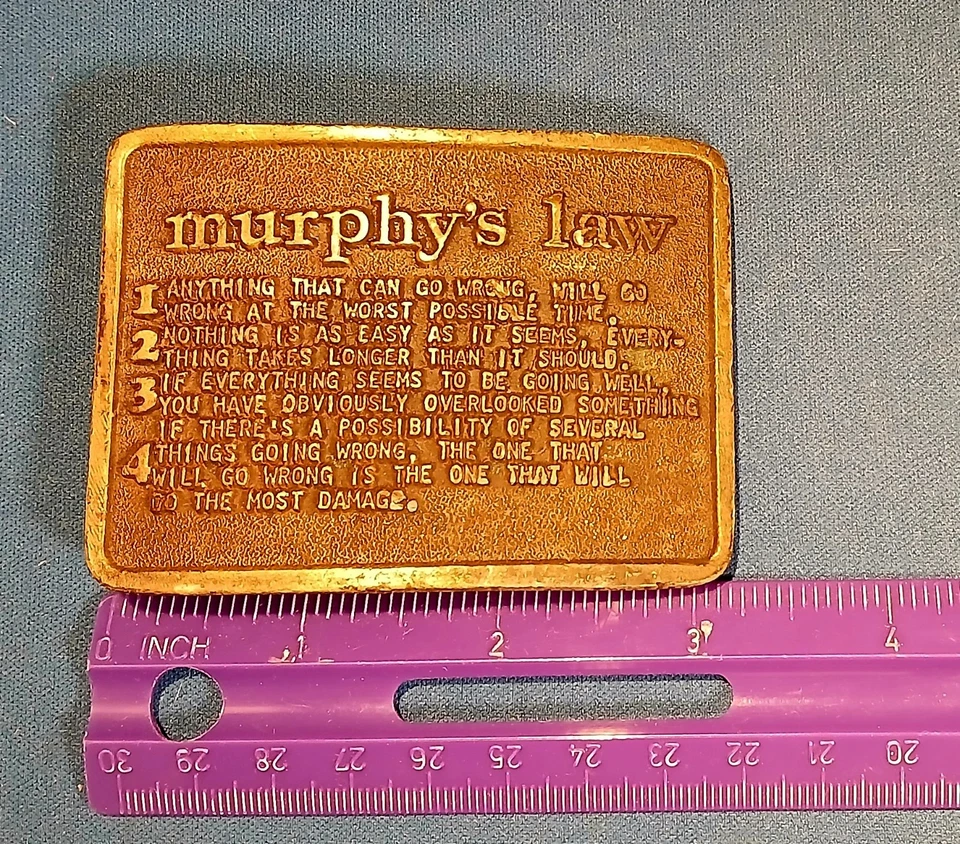 murphy's law
1 ANYTHING THAT CAN GO WRONG, WILL GO
WRONG AT THE WORST POSSIBLE TIME.
2 NOTHING IS AS EASY AS IT SEEMS, EVERY-
THING TAKES LONGER THAN IT SHOULD.
3 IF EVERYTHING SEEMS TO BE GOING WELL,
YOU HAVE OBVIOUSLY OVERLOOKED SOMETHING
IF THERE'S A POSSIBILITY OF SEVERAL
4 THINGS GOING WRONG, THE ONE THAT
WILL GO WRONG IS THE ONE THAT WILL
DO THE MOST DAMAGE.
0 INCH 1 2 3 4
30 29 28 27 26 25 24 23 22 21 20